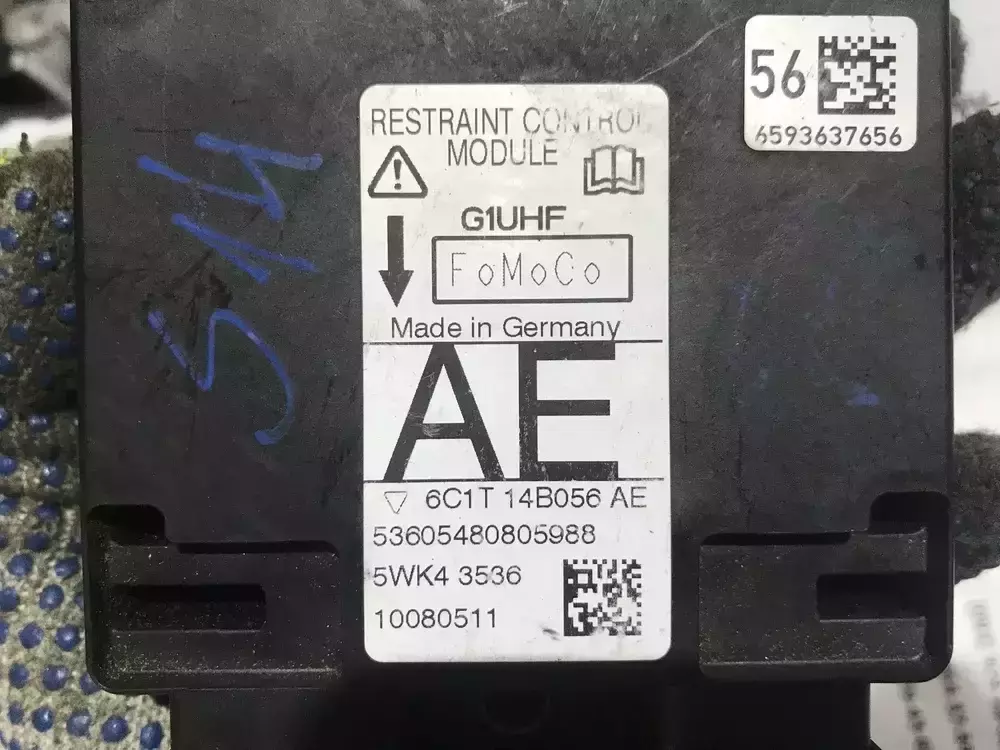 56
6593637656
RESTRAINT CONTROL
MODULE
G1UHF
FoMoCo
Made in Germany
AE
6C1T 14B056 AE
53605480805988
5WK4 3536
10080511